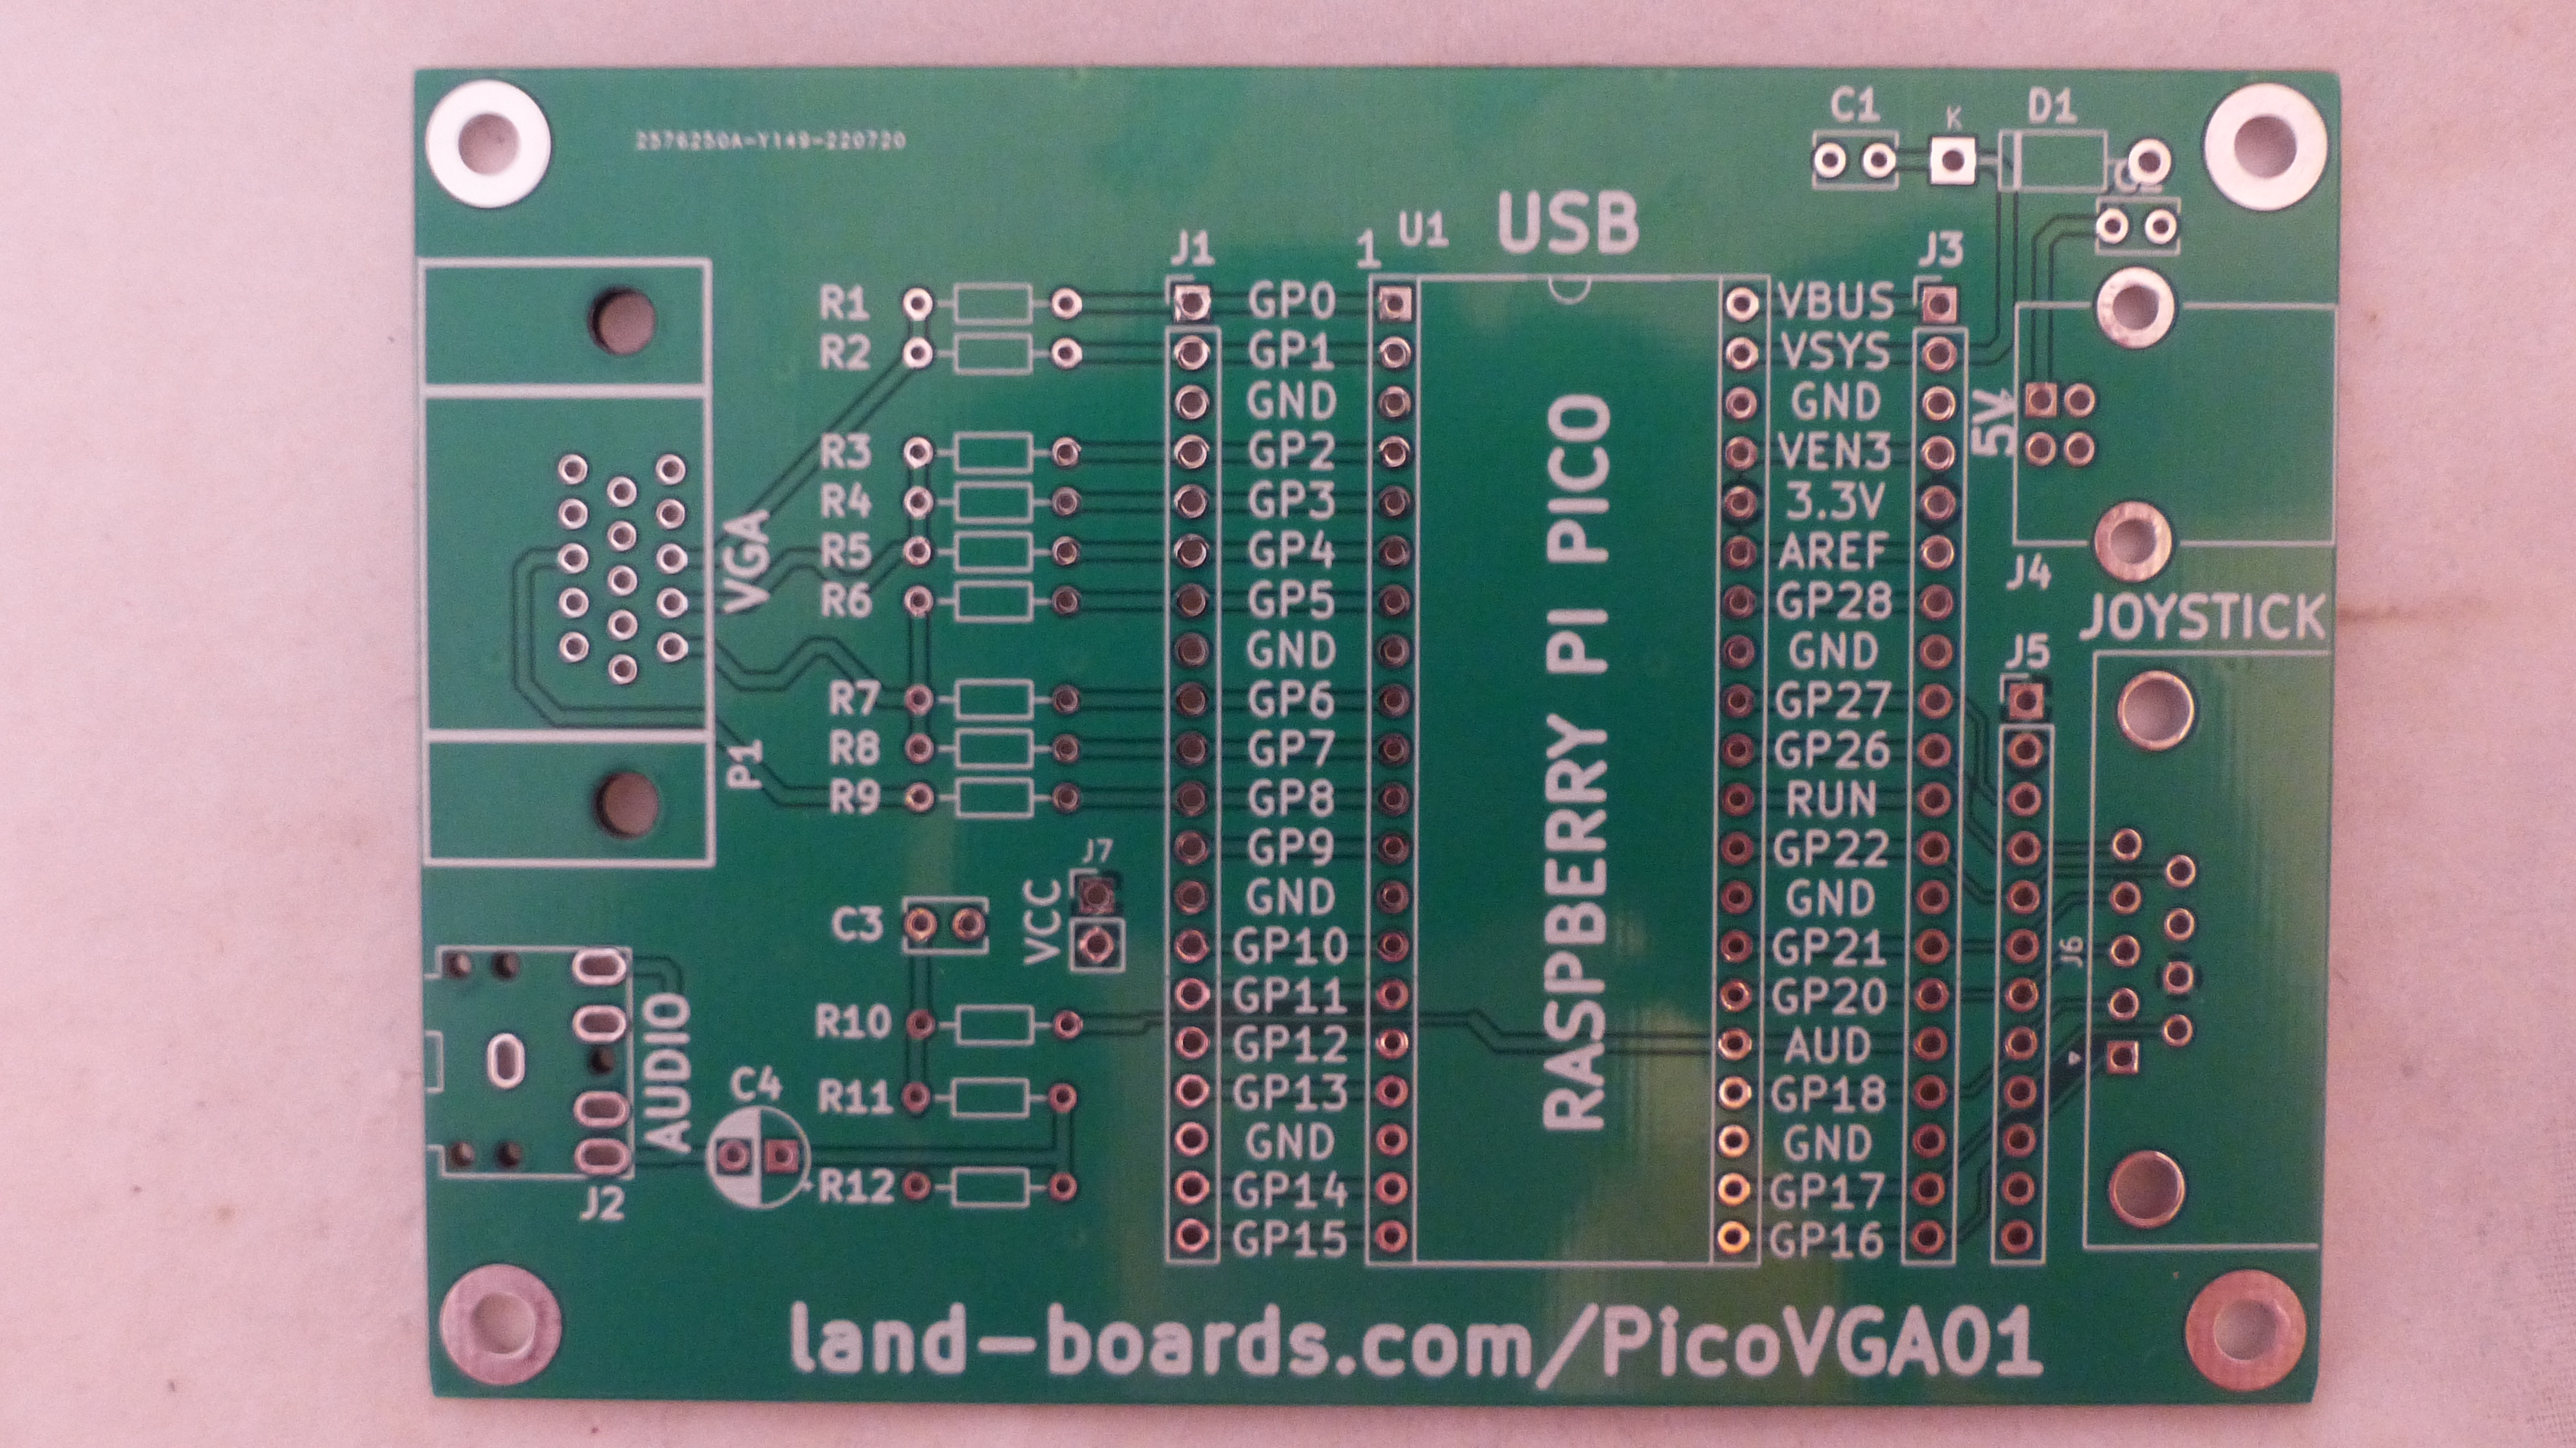 2576250A-Y149-220720
C1
K
D1
USB
J1
1
U1
J3
R1
GP0
VBUS
R2
GP1
VSYS
GND
GND
5V
R3
GP2
VEN3
R4
GP3
3.3V
VGA
R5
GP4
AREF
J4
R6
GP5
GP28
JOYSTICK
GND
GND
J5
R7
GP6
GP27
P1
R8
GP7
GP26
R9
GP8
RUN
RASPBERRY PI PICO
J7
GP9
GP22
VCC
GND
GND
C3
GP10
GP21
J6
GP11
GP20
R10
AUDIO
GP12
AUD
C4
R11
GP13
GP18
GND
GND
J2
+
R12
GP14
GP17
GP15
GP16
land-boards.com/PicoVGA01